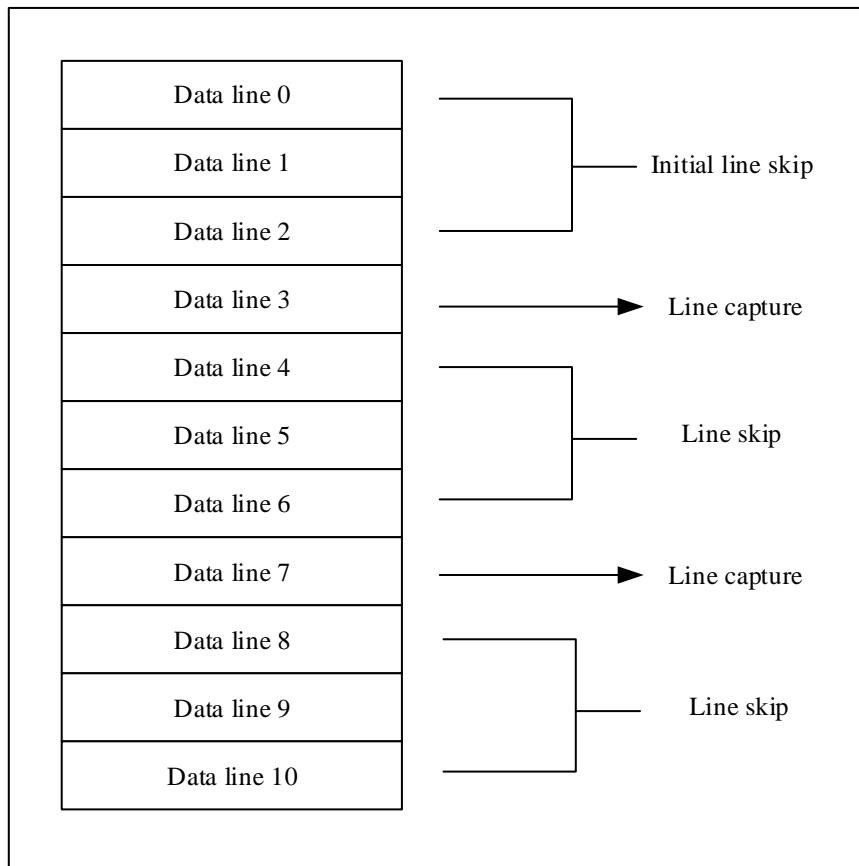 Data line 0
Data line 1
Initial line skip
Data line 2
Data line 3
Line capture
Data line 4
Data line 5
Line skip
Data line 6
Data line 7
Line capture
Data line 8
Data line 9
Line skip
Data line 10